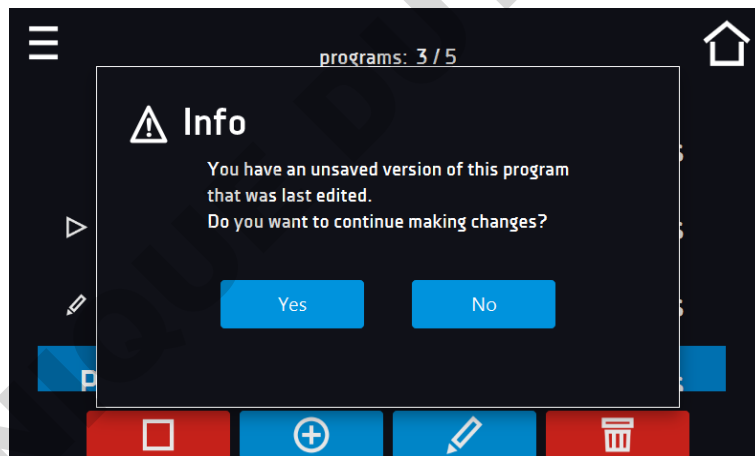 programs: 3 / 5
Info
You have an unsaved version of this program
that was last edited.
Do you want to continue making changes?
Yes
No